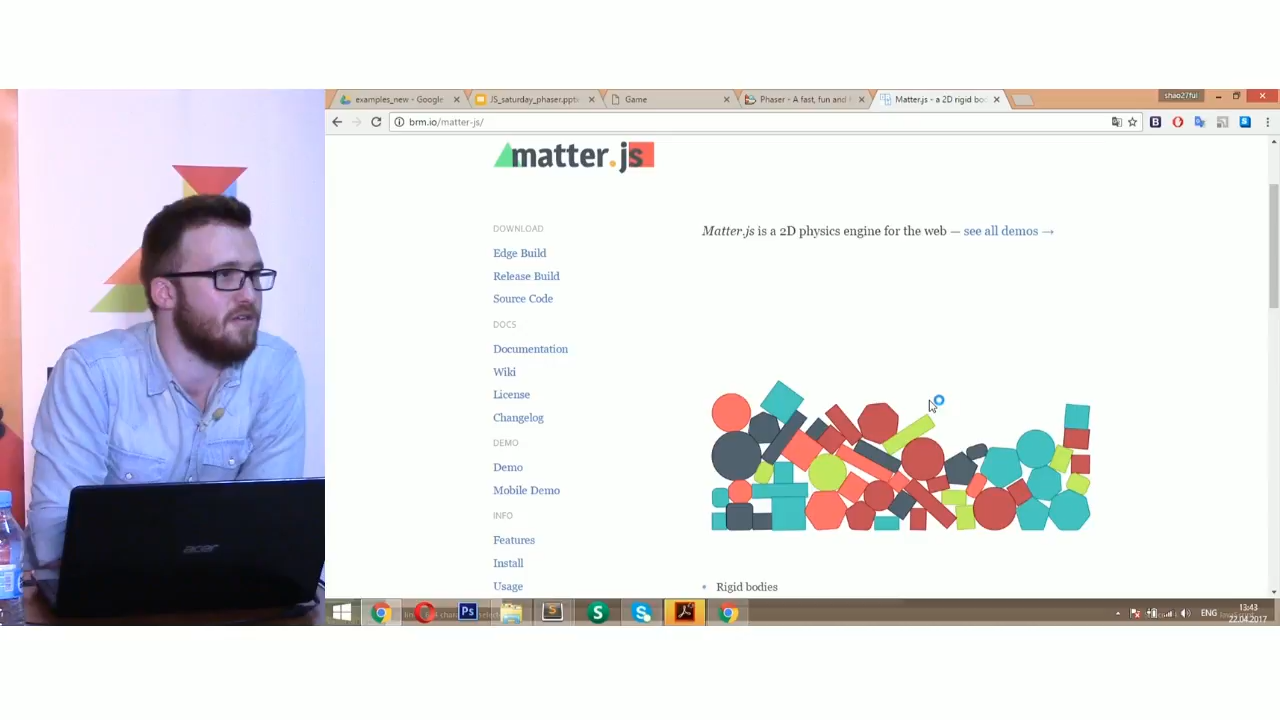 examples_new - Google
JS_saturday_phaser.pptx
Game
Phaser - A fast, fun and f
Matter.js - a 2D rigid bod
shao27ful
brm.io/matter-js/
matter.js
Matter.js is a 2D physics engine for the web — see all demos →
DOWNLOAD
Edge Build
Release Build
Source Code
DOCS
Documentation
Wiki
License
Changelog
DEMO
Demo
Mobile Demo
INFO
Features
Install
Usage
Rigid bodies
acer
Ps
ENG
13:43
22.04.2017